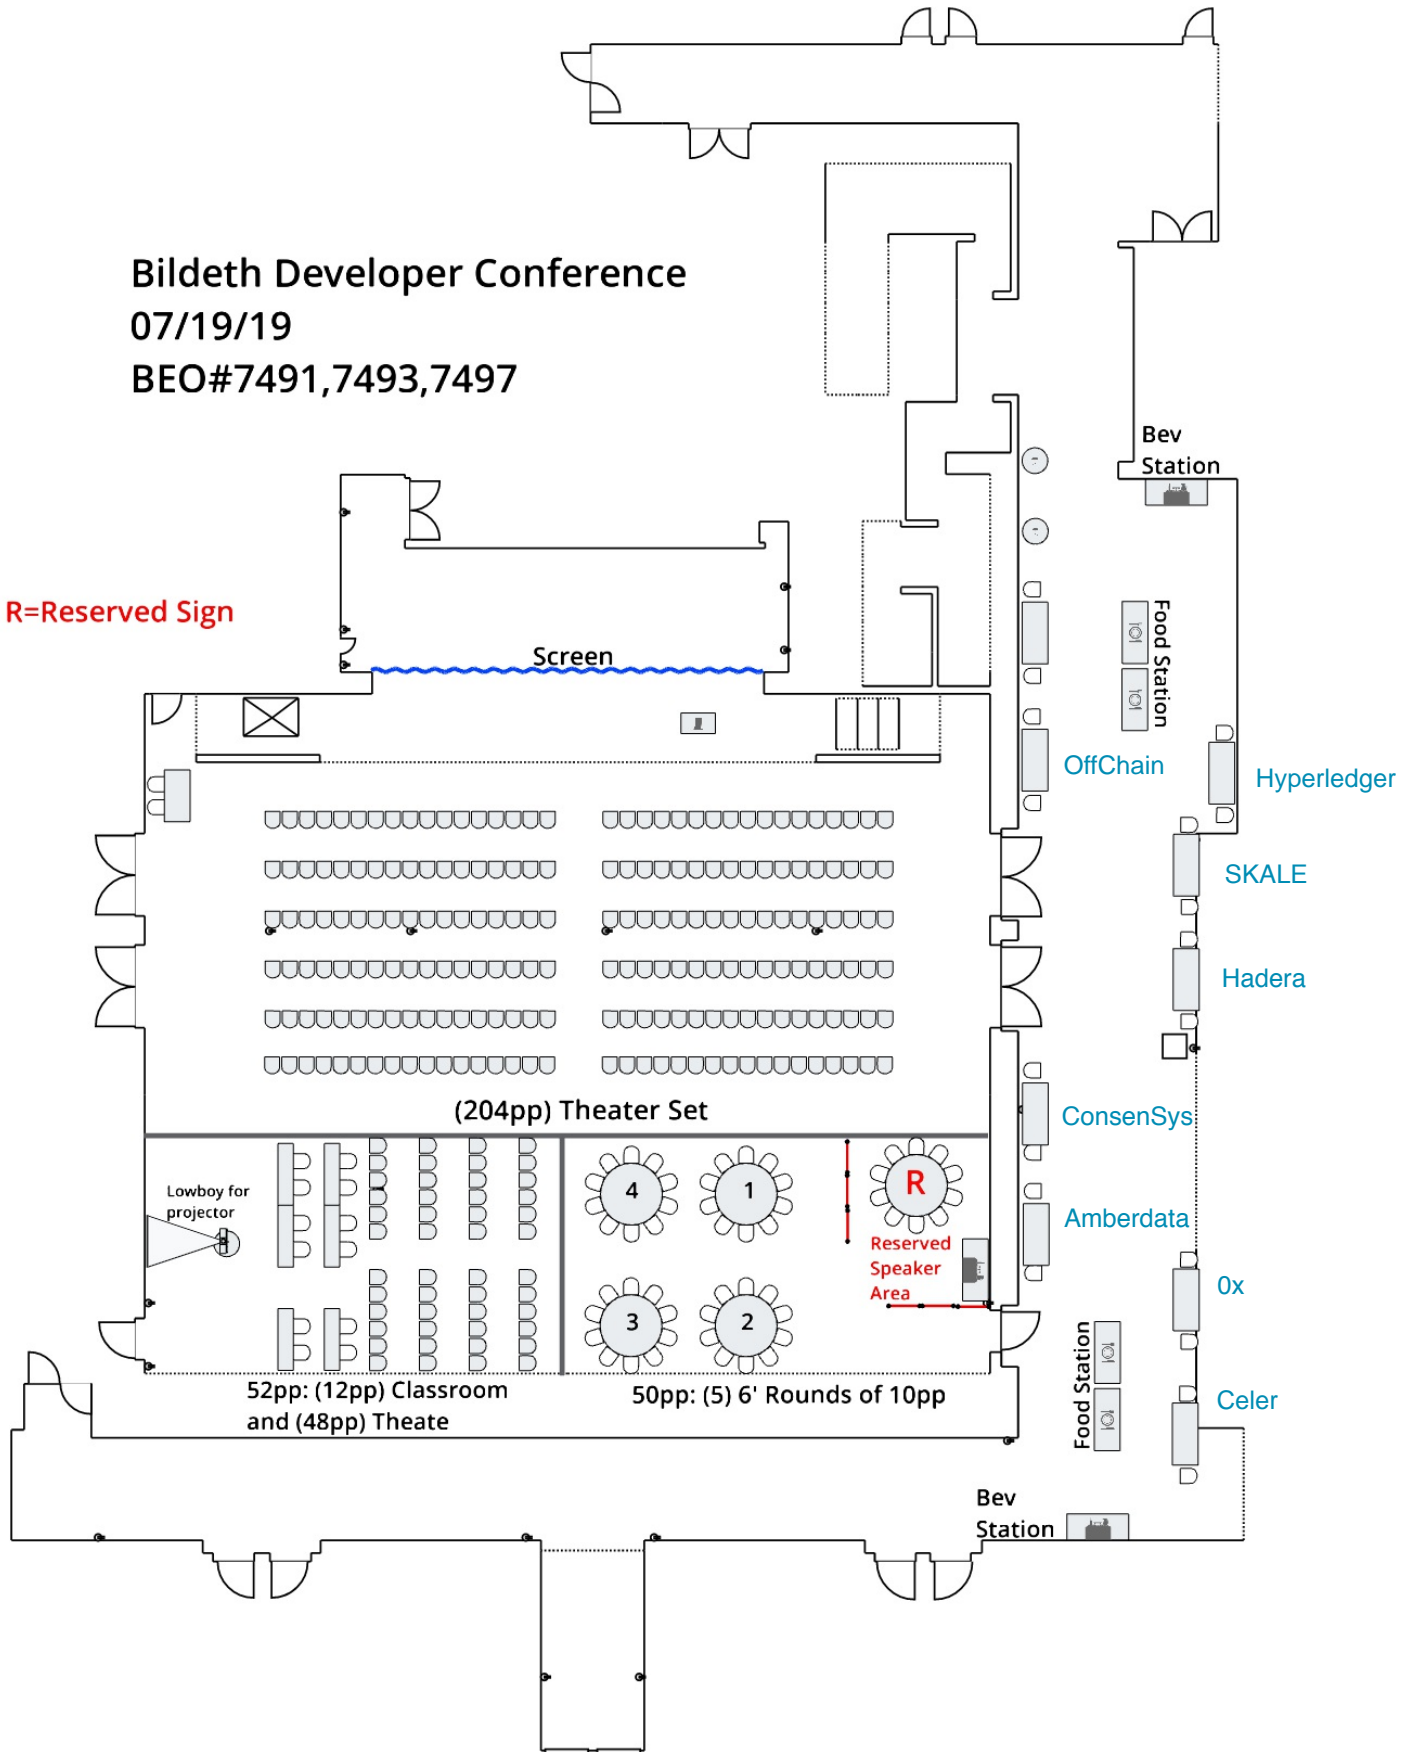 Bildeth Developer Conference
07/19/19
BEO#7491,7493,7497
Bev
Station
R=Reserved Sign
Food Station
Screen
OffChain
Hyperledger
SKALE
Hadera
(204pp) Theater Set
ConsenSys
Lowboy for
projector
4
1
R
Amberdata
Reserved
Speaker
Area
0x
3
2
Food Station
52pp: (12pp) Classroom
and (48pp) Theate
50pp: (5) 6' Rounds of 10pp
Celer
Bev
Station